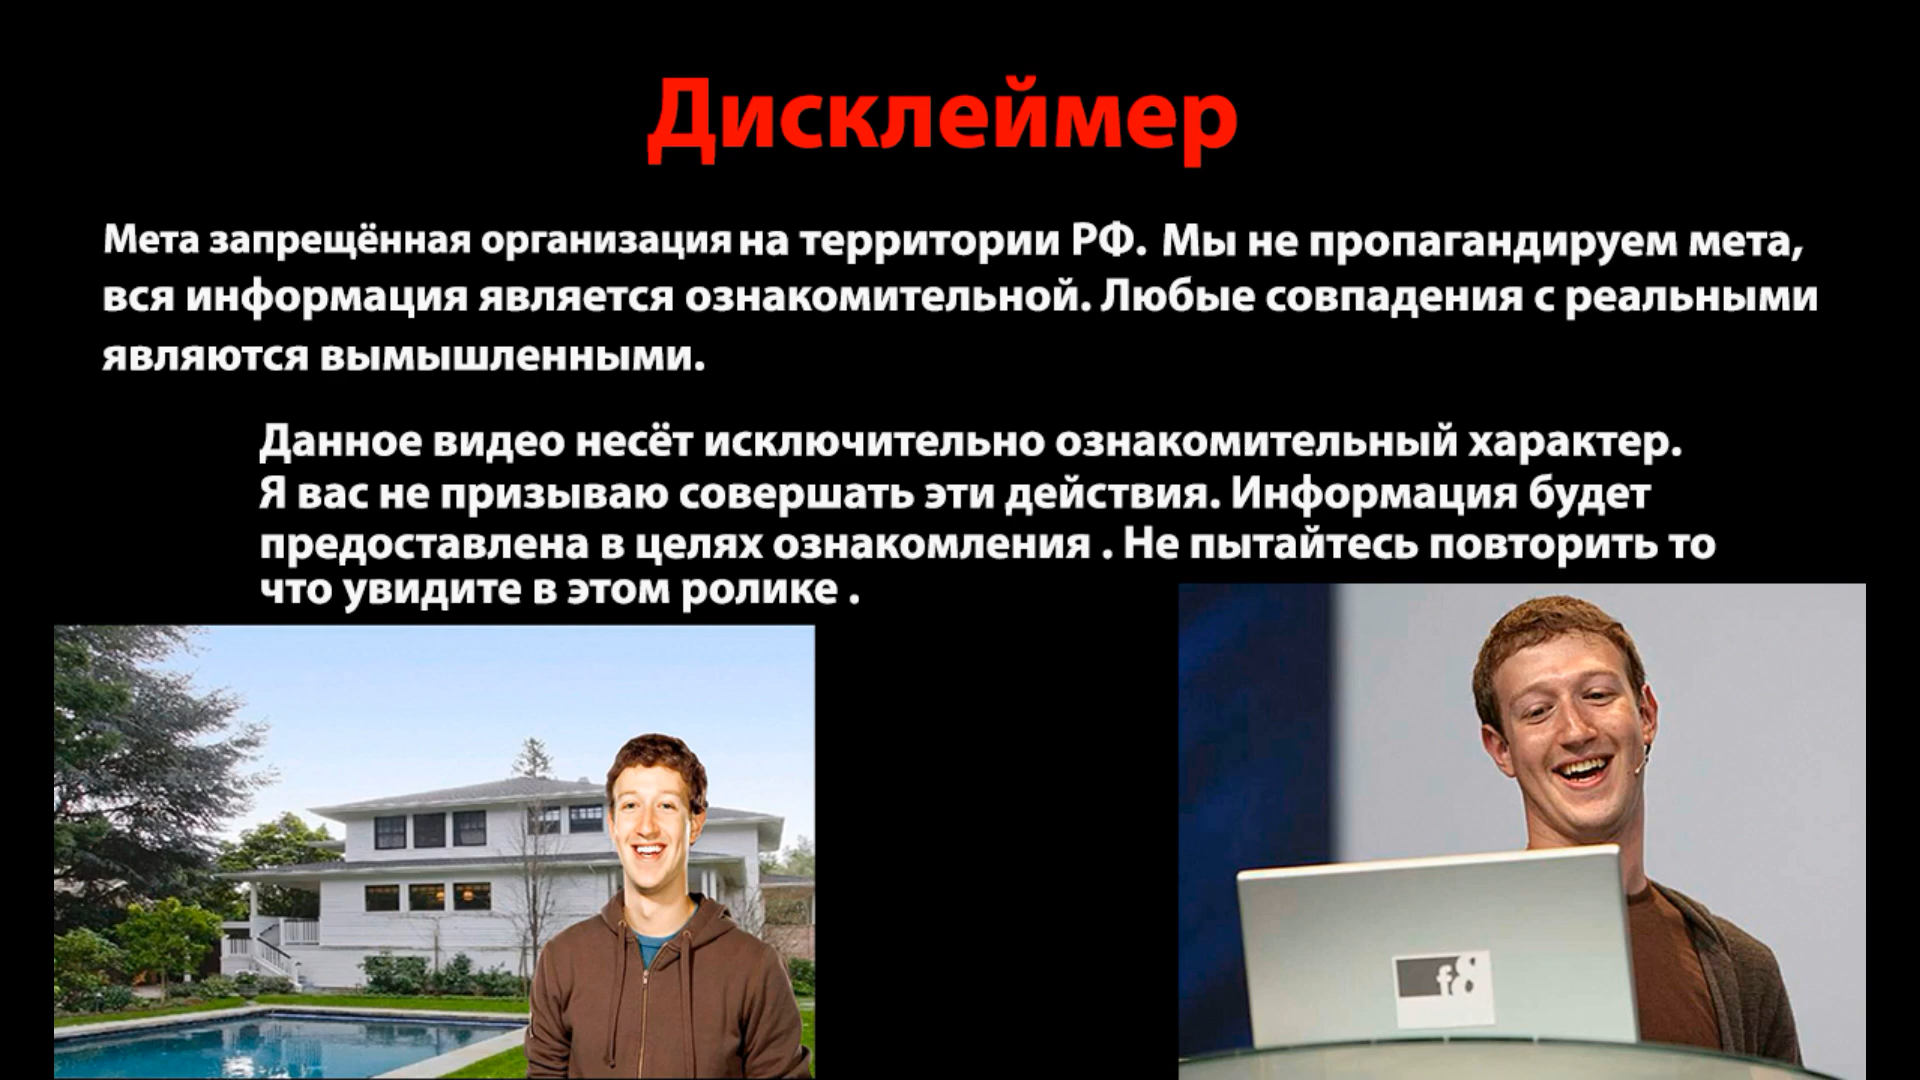 Дисклеймер
Мета запрещённая организация на территории РФ. Мы не пропагандируем мета,
вся информация является ознакомительной. Любые совпадения с реальными
являются вымышленными.
Данное видео несёт исключительно ознакомительный характер.
Я вас не призываю совершать эти действия. Информация будет
предоставлена в целях ознакомления . Не пытайтесь повторить то
что увидите в этом ролике .
f8